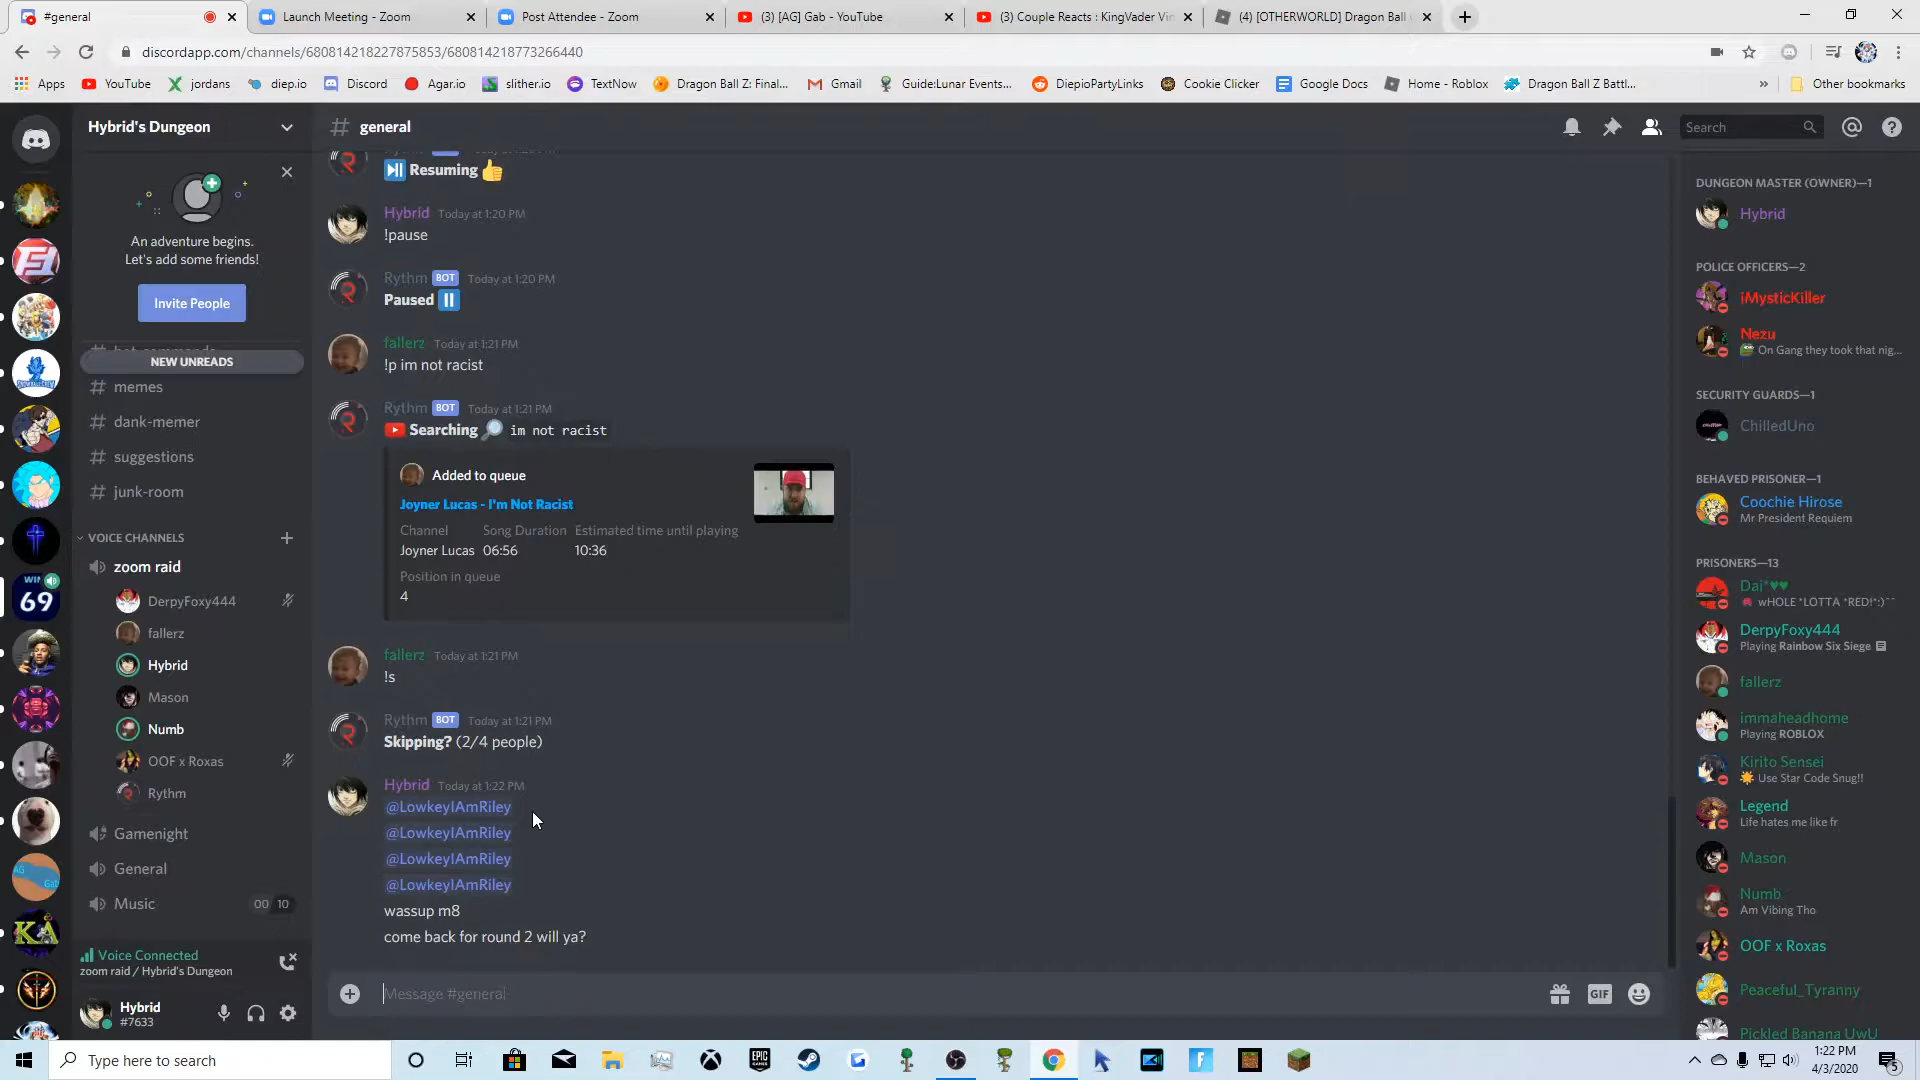 #general
Launch Meeting - Zoom
Post Attendee - Zoom
(3) [AG] Gab - YouTube
(3) Couple Reacts : KingVader Vin
(4) [OTHERWORLD] Dragon Ball
discordapp.com/channels/680814218227875853/680814218773266440
Apps
YouTube
jordans
diep.io
Discord
Agar.io
slither.io
TextNow
Dragon Ball Z: Final...
Gmail
Guide:Lunar Events...
DiepioPartyLinks
Cookie Clicker
Google Docs
Home - Roblox
Dragon Ball Z Battl...
»
Other bookmarks
Hybrid's Dungeon
An adventure begins.
Let's add some friends!
Invite People
NEW UNREADS
# memes
# dank-memer
# suggestions
# junk-room
VOICE CHANNELS
zoom raid
DerpyFoxy444
fallerz
Hybrid
Mason
Numb
OOF x Roxas
Rythm
Gamenight
General
Music 00 10
Voice Connected
zoom raid / Hybrid's Dungeon
Hybrid
#7633
WIN
69
AG
Gab
KA
# general
Search
Resuming
Hybrid Today at 1:20 PM
!pause
Rythm BOT Today at 1:20 PM
Paused
fallerz Today at 1:21 PM
!p im not racist
Rythm BOT Today at 1:21 PM
Searching im not racist
Added to queue
Joyner Lucas - I'm Not Racist
Channel Song Duration Estimated time until playing
Joyner Lucas 06:56 10:36
Position in queue
4
fallerz Today at 1:21 PM
!s
Rythm BOT Today at 1:21 PM
Skipping? (2/4 people)
Hybrid Today at 1:22 PM
@LowkeyIAmRiley
@LowkeyIAmRiley
@LowkeyIAmRiley
@LowkeyIAmRiley
wassup m8
come back for round 2 will ya?
Message #general
GIF
DUNGEON MASTER (OWNER)—1
Hybrid
POLICE OFFICERS—2
iMysticKiller
Nezu
On Gang they took that nig...
SECURITY GUARDS—1
ChilledUno
BEHAVED PRISONER—1
Coochie Hirose
Mr President Requiem
PRISONERS—13
Dai*♥♥
DerpyFoxy444
Playing Rainbow Six Siege
fallerz
immaheadhome
Playing ROBLOX
Kirito Sensei
Use Star Code Snug!!
Legend
Life hates me like fr
Mason
Numb
Am Vibing Tho
OOF x Roxas
Peaceful_Tyranny
Pickled Banana UwU
Type here to search
EPIC GAMES
1:22 PM
4/3/2020
5